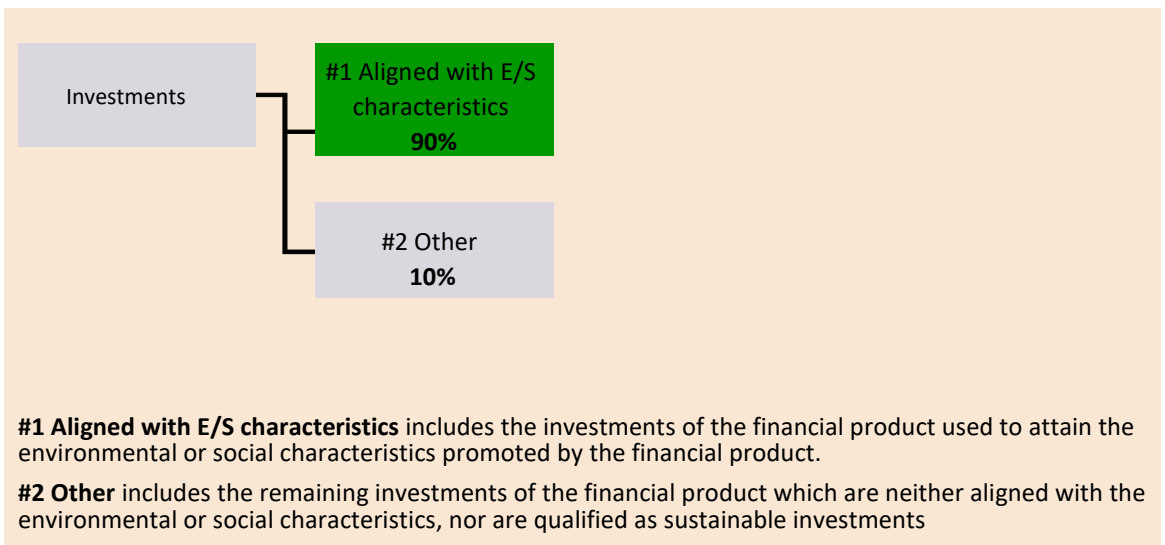 Investments
#1 Aligned with E/S
characteristics
90%
#2 Other
10%
#1 Aligned with E/S characteristics includes the investments of the financial product used to attain the
environmental or social characteristics promoted by the financial product.
#2 Other includes the remaining investments of the financial product which are neither aligned with the
environmental or social characteristics, nor are qualified as sustainable investments